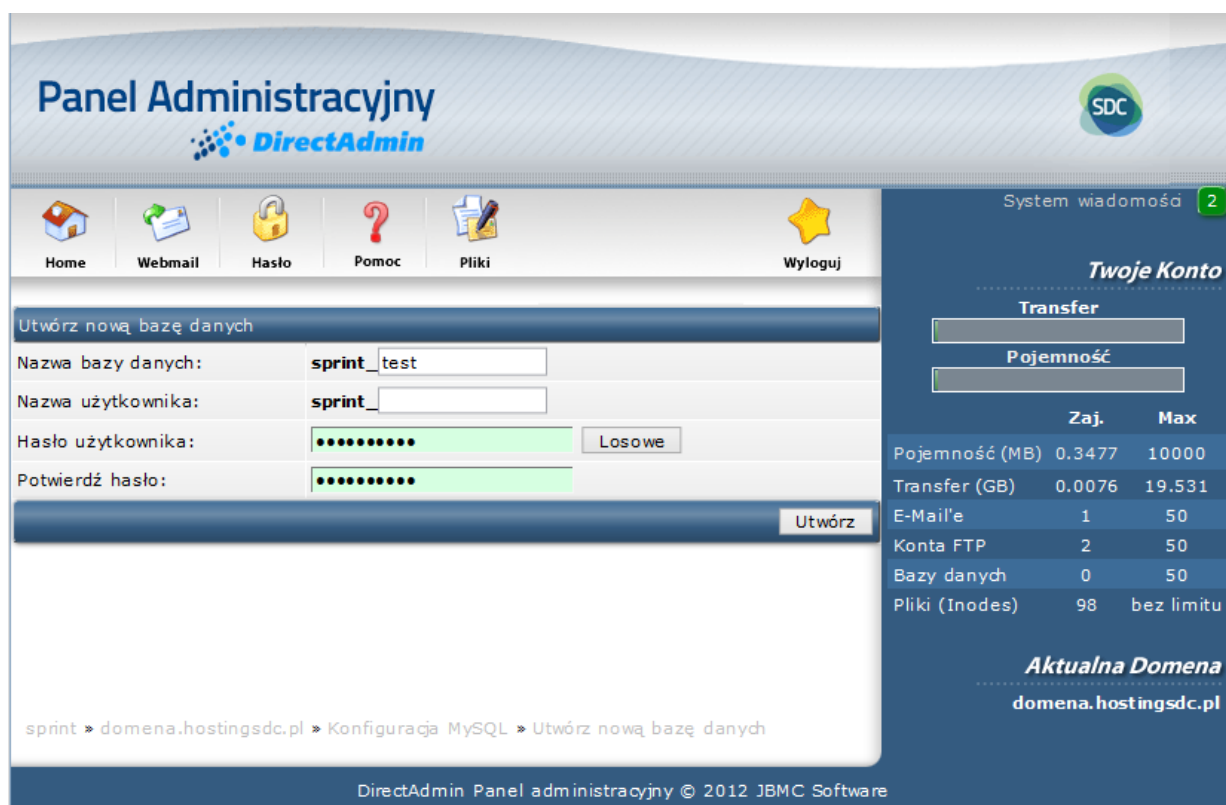 Panel Administracyjny
DirectAdmin
SDC
System wiadomości 2
Home Webmail Hasło Pomoc Pliki Wyloguj
Twoje Konto
Transfer
Pojemność
Utwórz nową bazę danych
Nazwa bazy danych: sprint_test
Nazwa użytkownika: sprint_
Hasło użytkownika: •••••••••• Losowe
Potwierdź hasło: ••••••••••
Utwórz
Zaj. Max
Pojemność (MB) 0.3477 10000
Transfer (GB) 0.0076 19.531
E-Mail'e 1 50
Konta FTP 2 50
Bazy danych 0 50
Pliki (Inodes) 98 bez limitu
Aktualna Domena
domena.hostingsdc.pl
sprint » domena.hostingsdc.pl » Konfiguracja MySQL » Utwórz nową bazę danych
DirectAdmin Panel administracyjny © 2012 JBMC Software